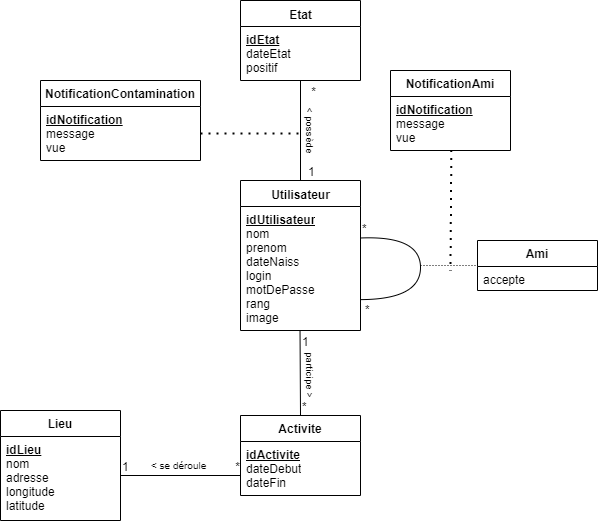 Etat
idEtat
dateEtat
positif
NotificationContamination
idNotification
message
vue
NotificationAmi
idNotification
message
vue
*
< possède
1
Utilisateur
idUtilisateur
nom
prenom
dateNaiss
login
motDePasse
rang
image
*
*
Ami
accepte
1
participe >
*
Lieu
idLieu
nom
adresse
longitude
latitude
1
< se déroule
*
Activite
idActivite
dateDebut
dateFin